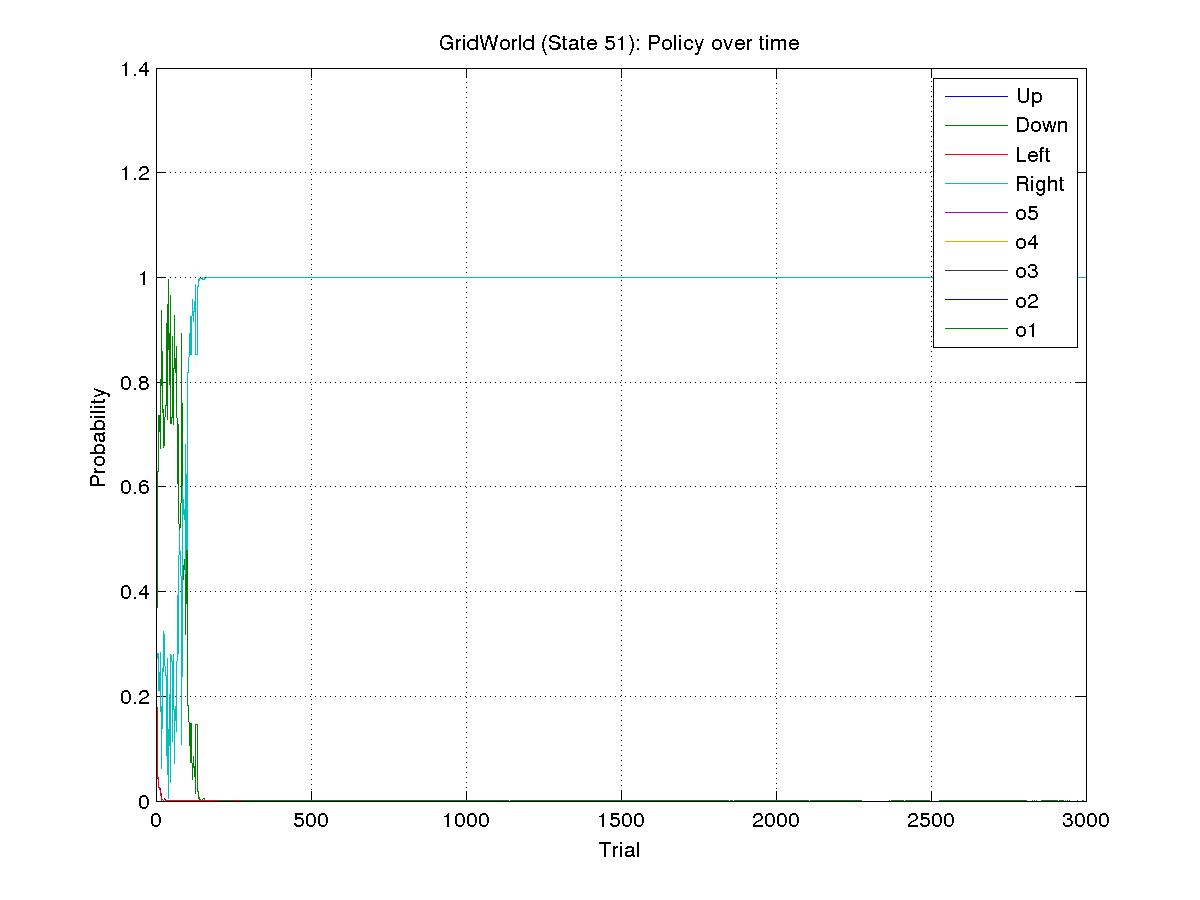 GridWorld (State 51): Policy over time
1.4
1.2
1
0.8
0.6
0.4
0.2
0
Probability
Up
Down
Left
Right
o5
o4
o3
o2
o1
0 500 1000 1500 2000 2500 3000
Trial